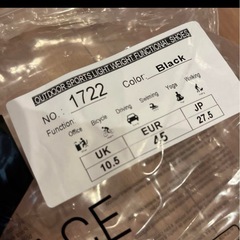 OUTDOOR SPORTS LIGHT WEIGHT FUNCTIONAL SHOES
NO.: 1722 Color Black
Function Office Bicycle Driving Dancing Yoga Walking
UK EUR JP
10.5 45 27.5
CE